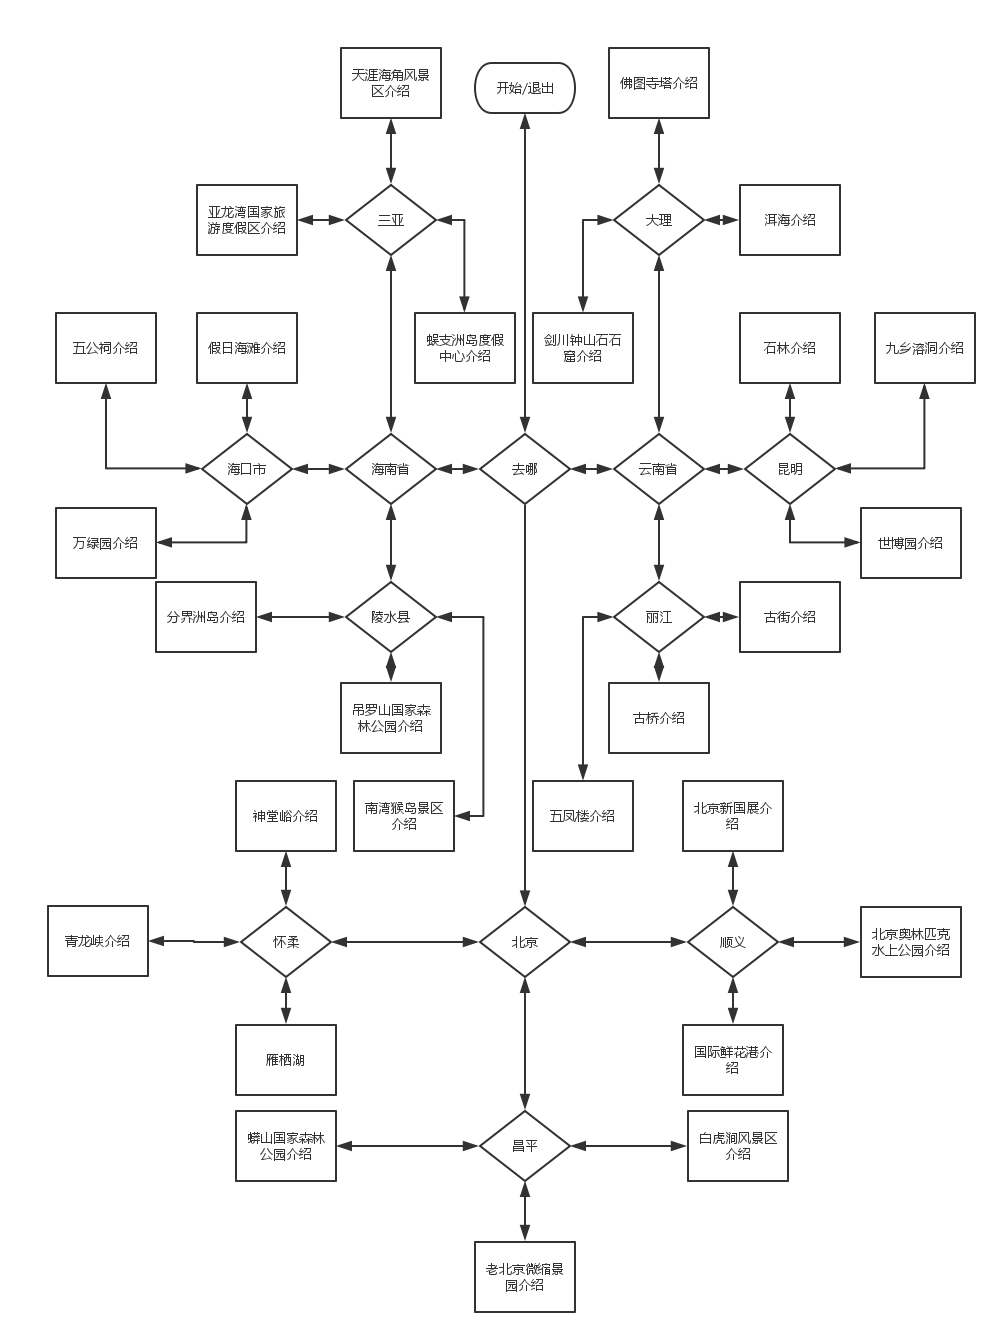 天涯海角风景
区介绍
开始/退出
佛图寺塔介绍
亚龙湾国家旅
游度假区介绍
三亚
大理
洱海介绍
五公祠介绍
假日海滩介绍
蜈支洲岛度假
中心介绍
剑川钟山石石
窟介绍
石林介绍
九乡溶洞介绍
海口市
海南省
去哪
云南省
昆明
万绿园介绍
世博园介绍
分界洲岛介绍
陵水县
丽江
古街介绍
吊罗山国家森
林公园介绍
古桥介绍
神堂峪介绍
南湾猴岛景区
介绍
五凤楼介绍
北京新国展介
绍
青龙峡介绍
怀柔
北京
顺义
北京奥林匹克
水上公园介绍
雁栖湖
国际鲜花港介
绍
蟒山国家森林
公园介绍
昌平
白虎涧风景区
介绍
老北京微缩景
园介绍